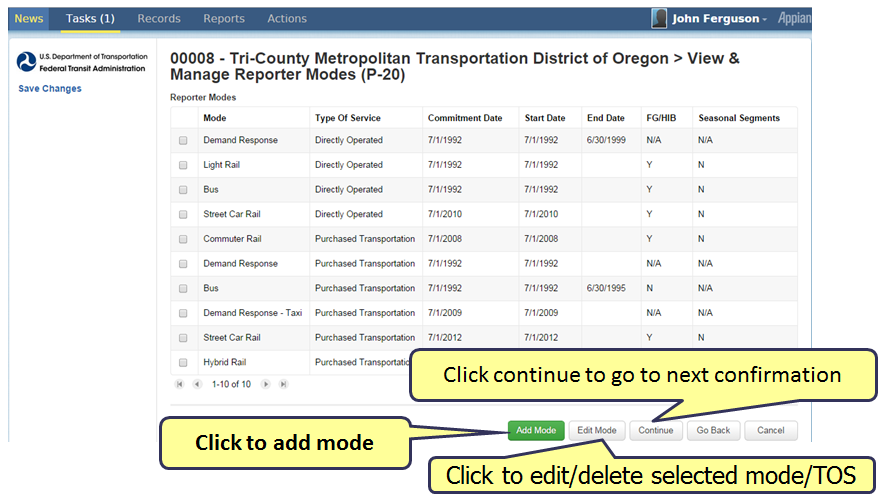 News Tasks (1) Records Reports Actions John Ferguson Appian
U.S. Department of Transportation
Federal Transit Administration
Save Changes
00008 - Tri-County Metropolitan Transportation District of Oregon > View &
Manage Reporter Modes (P-20)
Reporter Modes
Mode Type Of Service Commitment Date Start Date End Date FG/HIB Seasonal Segments
Demand Response Directly Operated 7/1/1992 7/1/1992 6/30/1999 N/A N/A
Light Rail Directly Operated 7/1/1992 7/1/1992 Y N
Bus Directly Operated 7/1/1992 7/1/1992 Y N
Street Car Rail Directly Operated 7/1/2010 7/1/2010 Y N
Commuter Rail Purchased Transportation 7/1/2008 7/1/2008 Y N
Demand Response Purchased Transportation 7/1/1992 7/1/1992 N/A N/A
Bus Purchased Transportation 7/1/1992 7/1/1992 6/30/1995 N N/A
Demand Response - Taxi Purchased Transportation 7/1/2009 7/1/2009 N/A N/A
Street Car Rail Purchased Transportation 7/1/2012 7/1/2012 Y N
Hybrid Rail Purchased Transportation
1-10 of 10
Click continue to go to next confirmation
Click to add mode
Add Mode Edit Mode Continue Go Back Cancel
Click to edit/delete selected mode/TOS